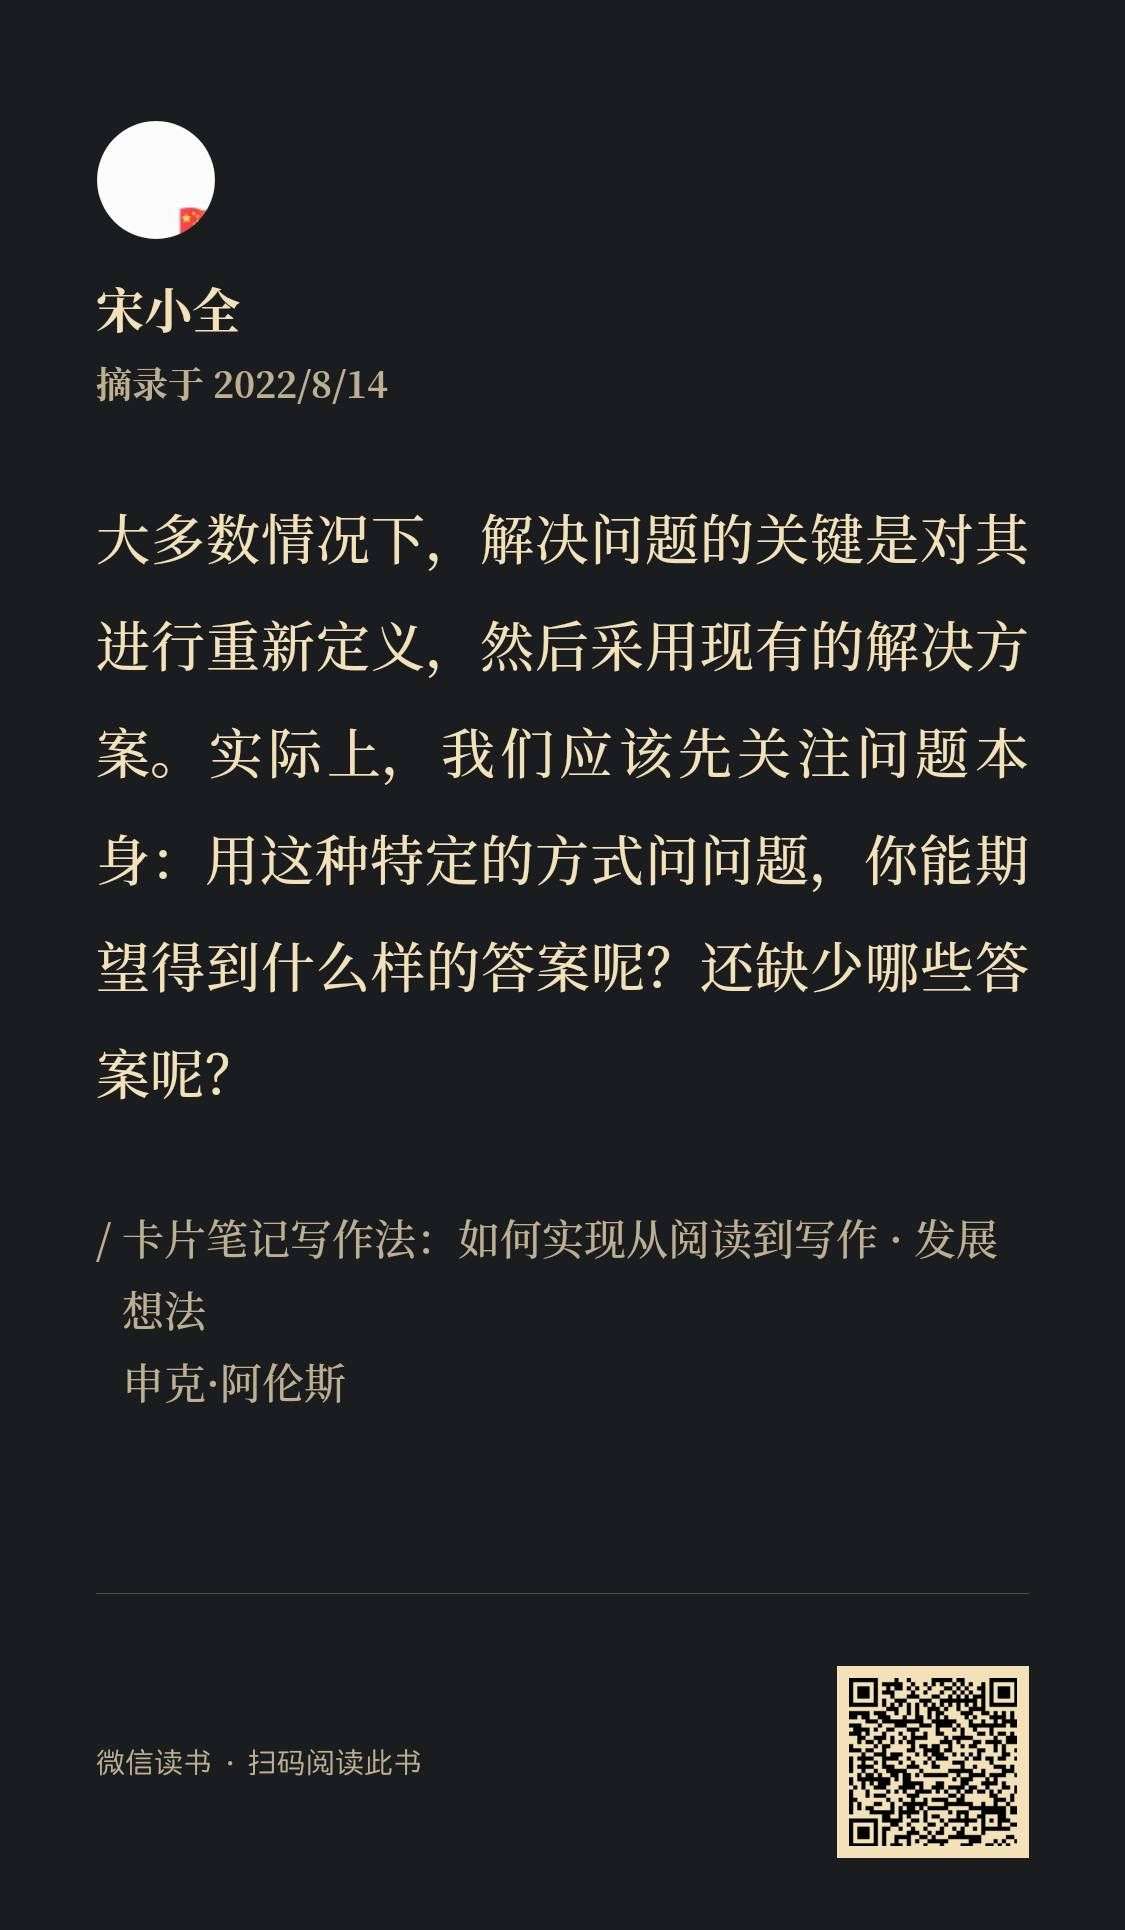 宋小全
摘录于 2022/8/14
大多数情况下，解决问题的关键是对其
进行重新定义，然后采用现有的解决方
案。实际上，我们应该先关注问题本
身：用这种特定的方式问问题，你能期
望得到什么样的答案呢？还缺少哪些答
案呢？
/ 卡片笔记写作法：如何实现从阅读到写作 · 发展
想法
申克·阿伦斯
微信读书 · 扫码阅读此书